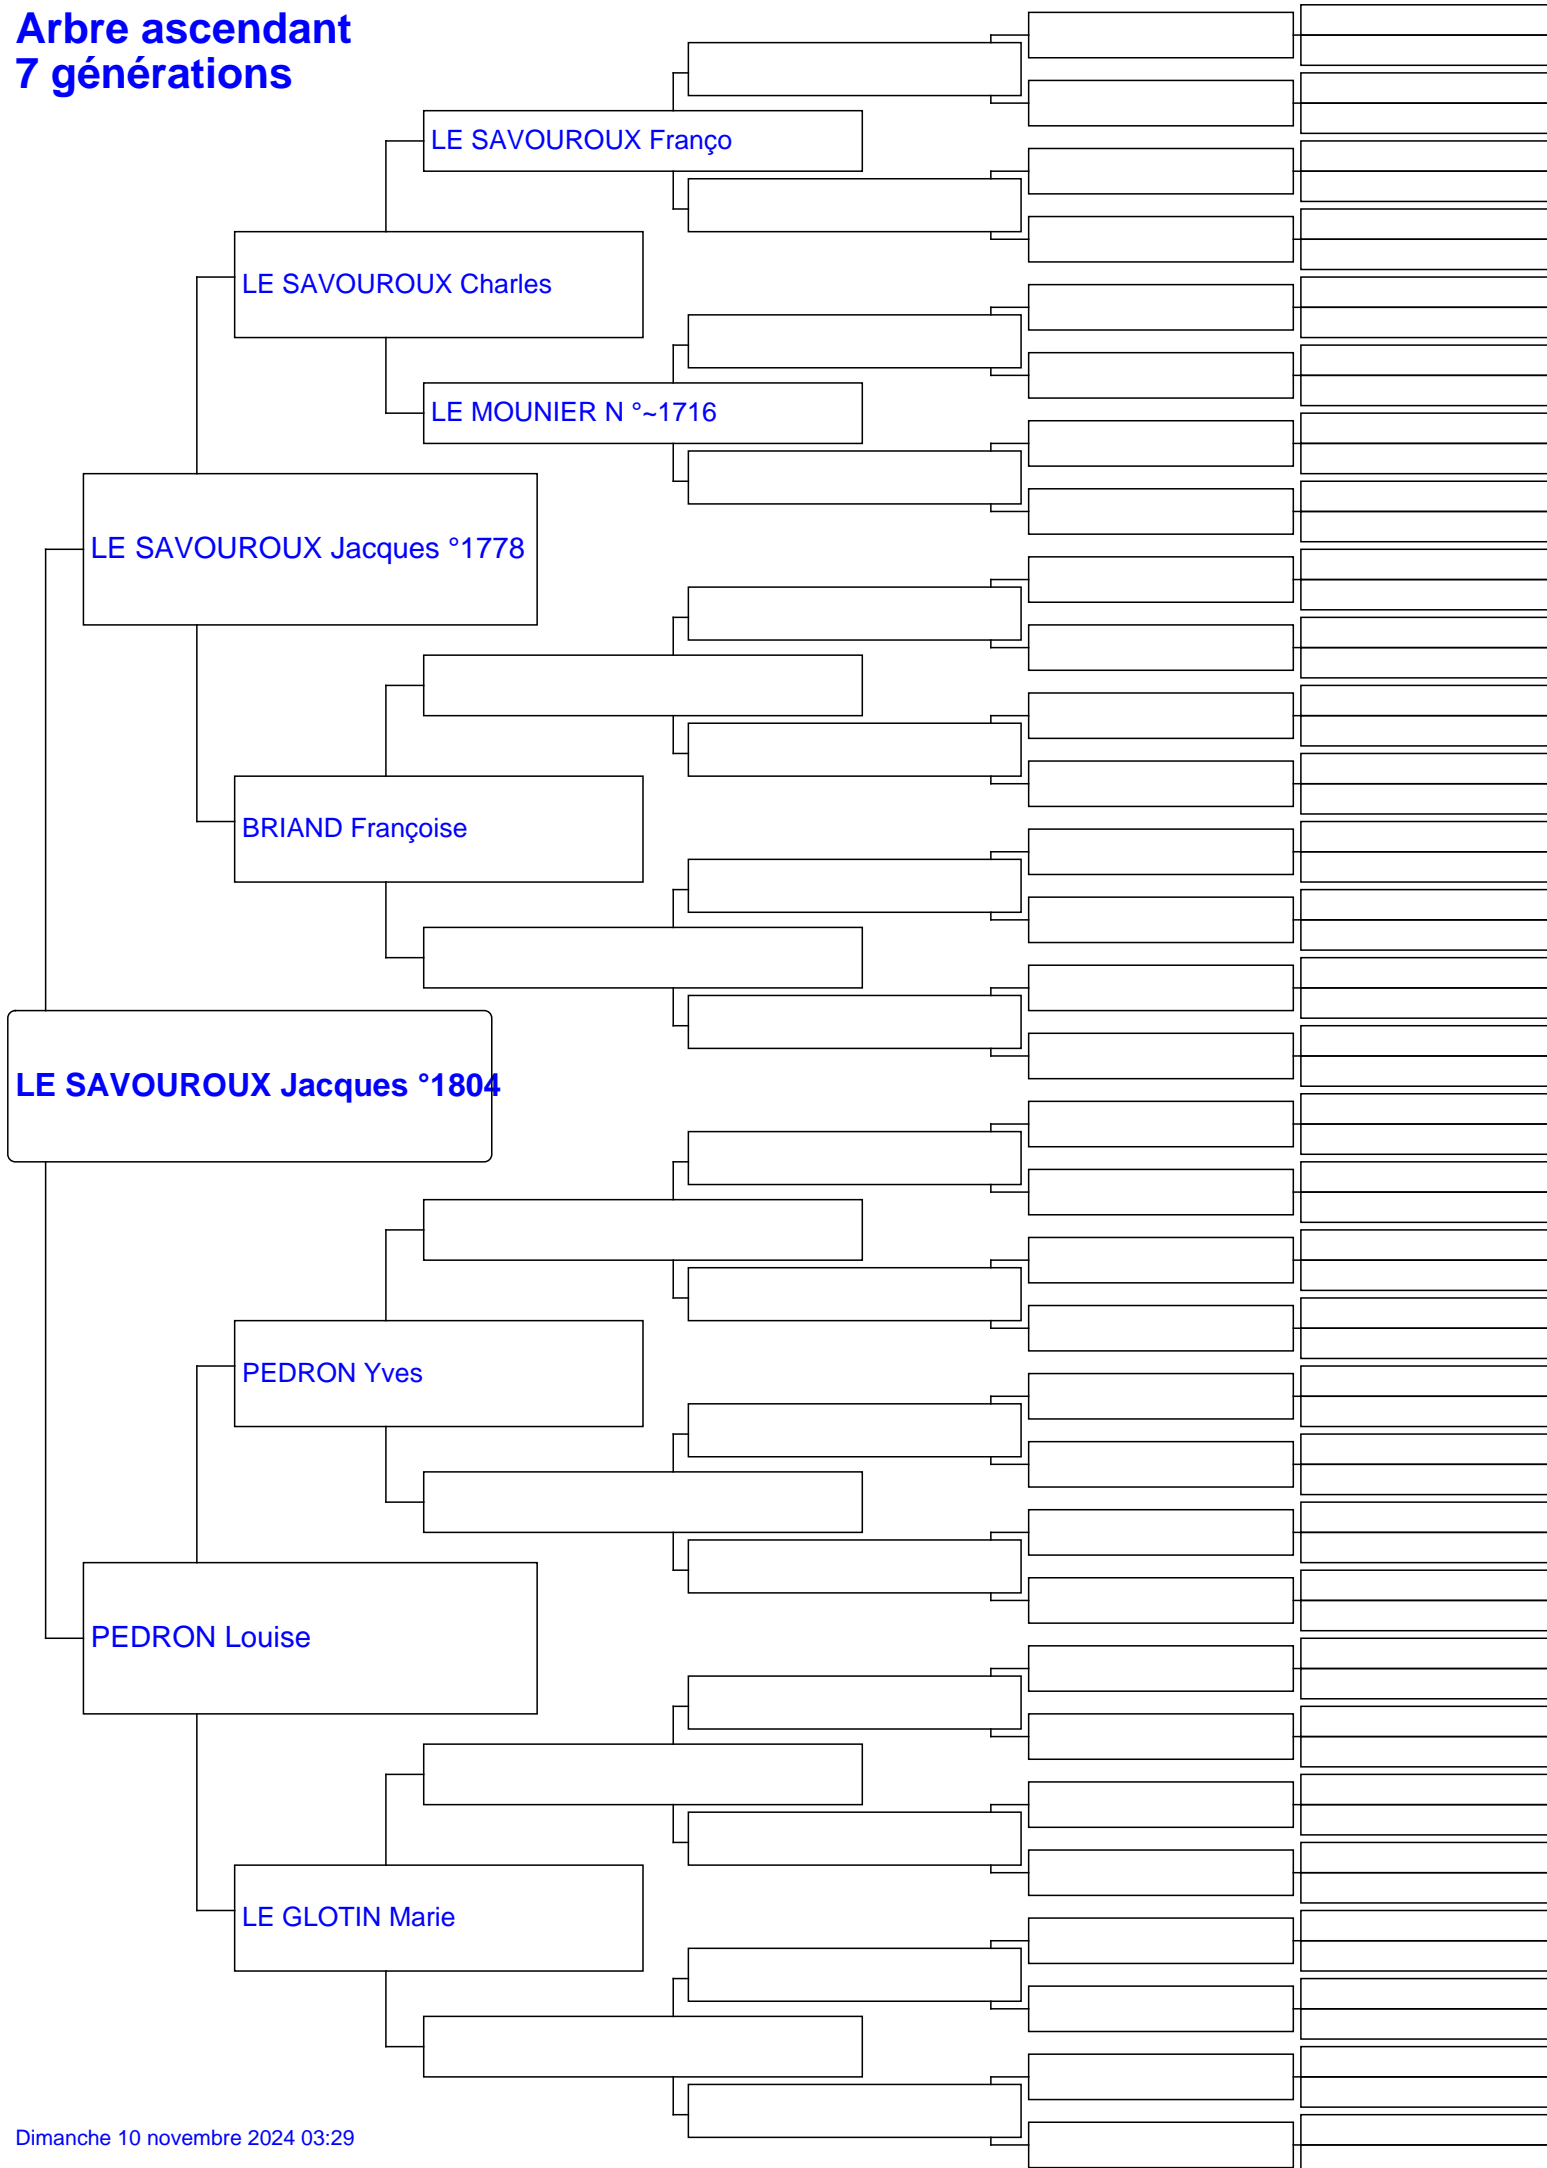 Arbre ascendant
7 générations
LE SAVOUROUX Franço
LE SAVOUROUX Charles
LE MOUNIER N °~1716
LE SAVOUROUX Jacques °1778
BRIAND Françoise
LE SAVOUROUX Jacques °1804
PEDRON Yves
PEDRON Louise
LE GLOTIN Marie
Dimanche 10 novembre 2024 03:29